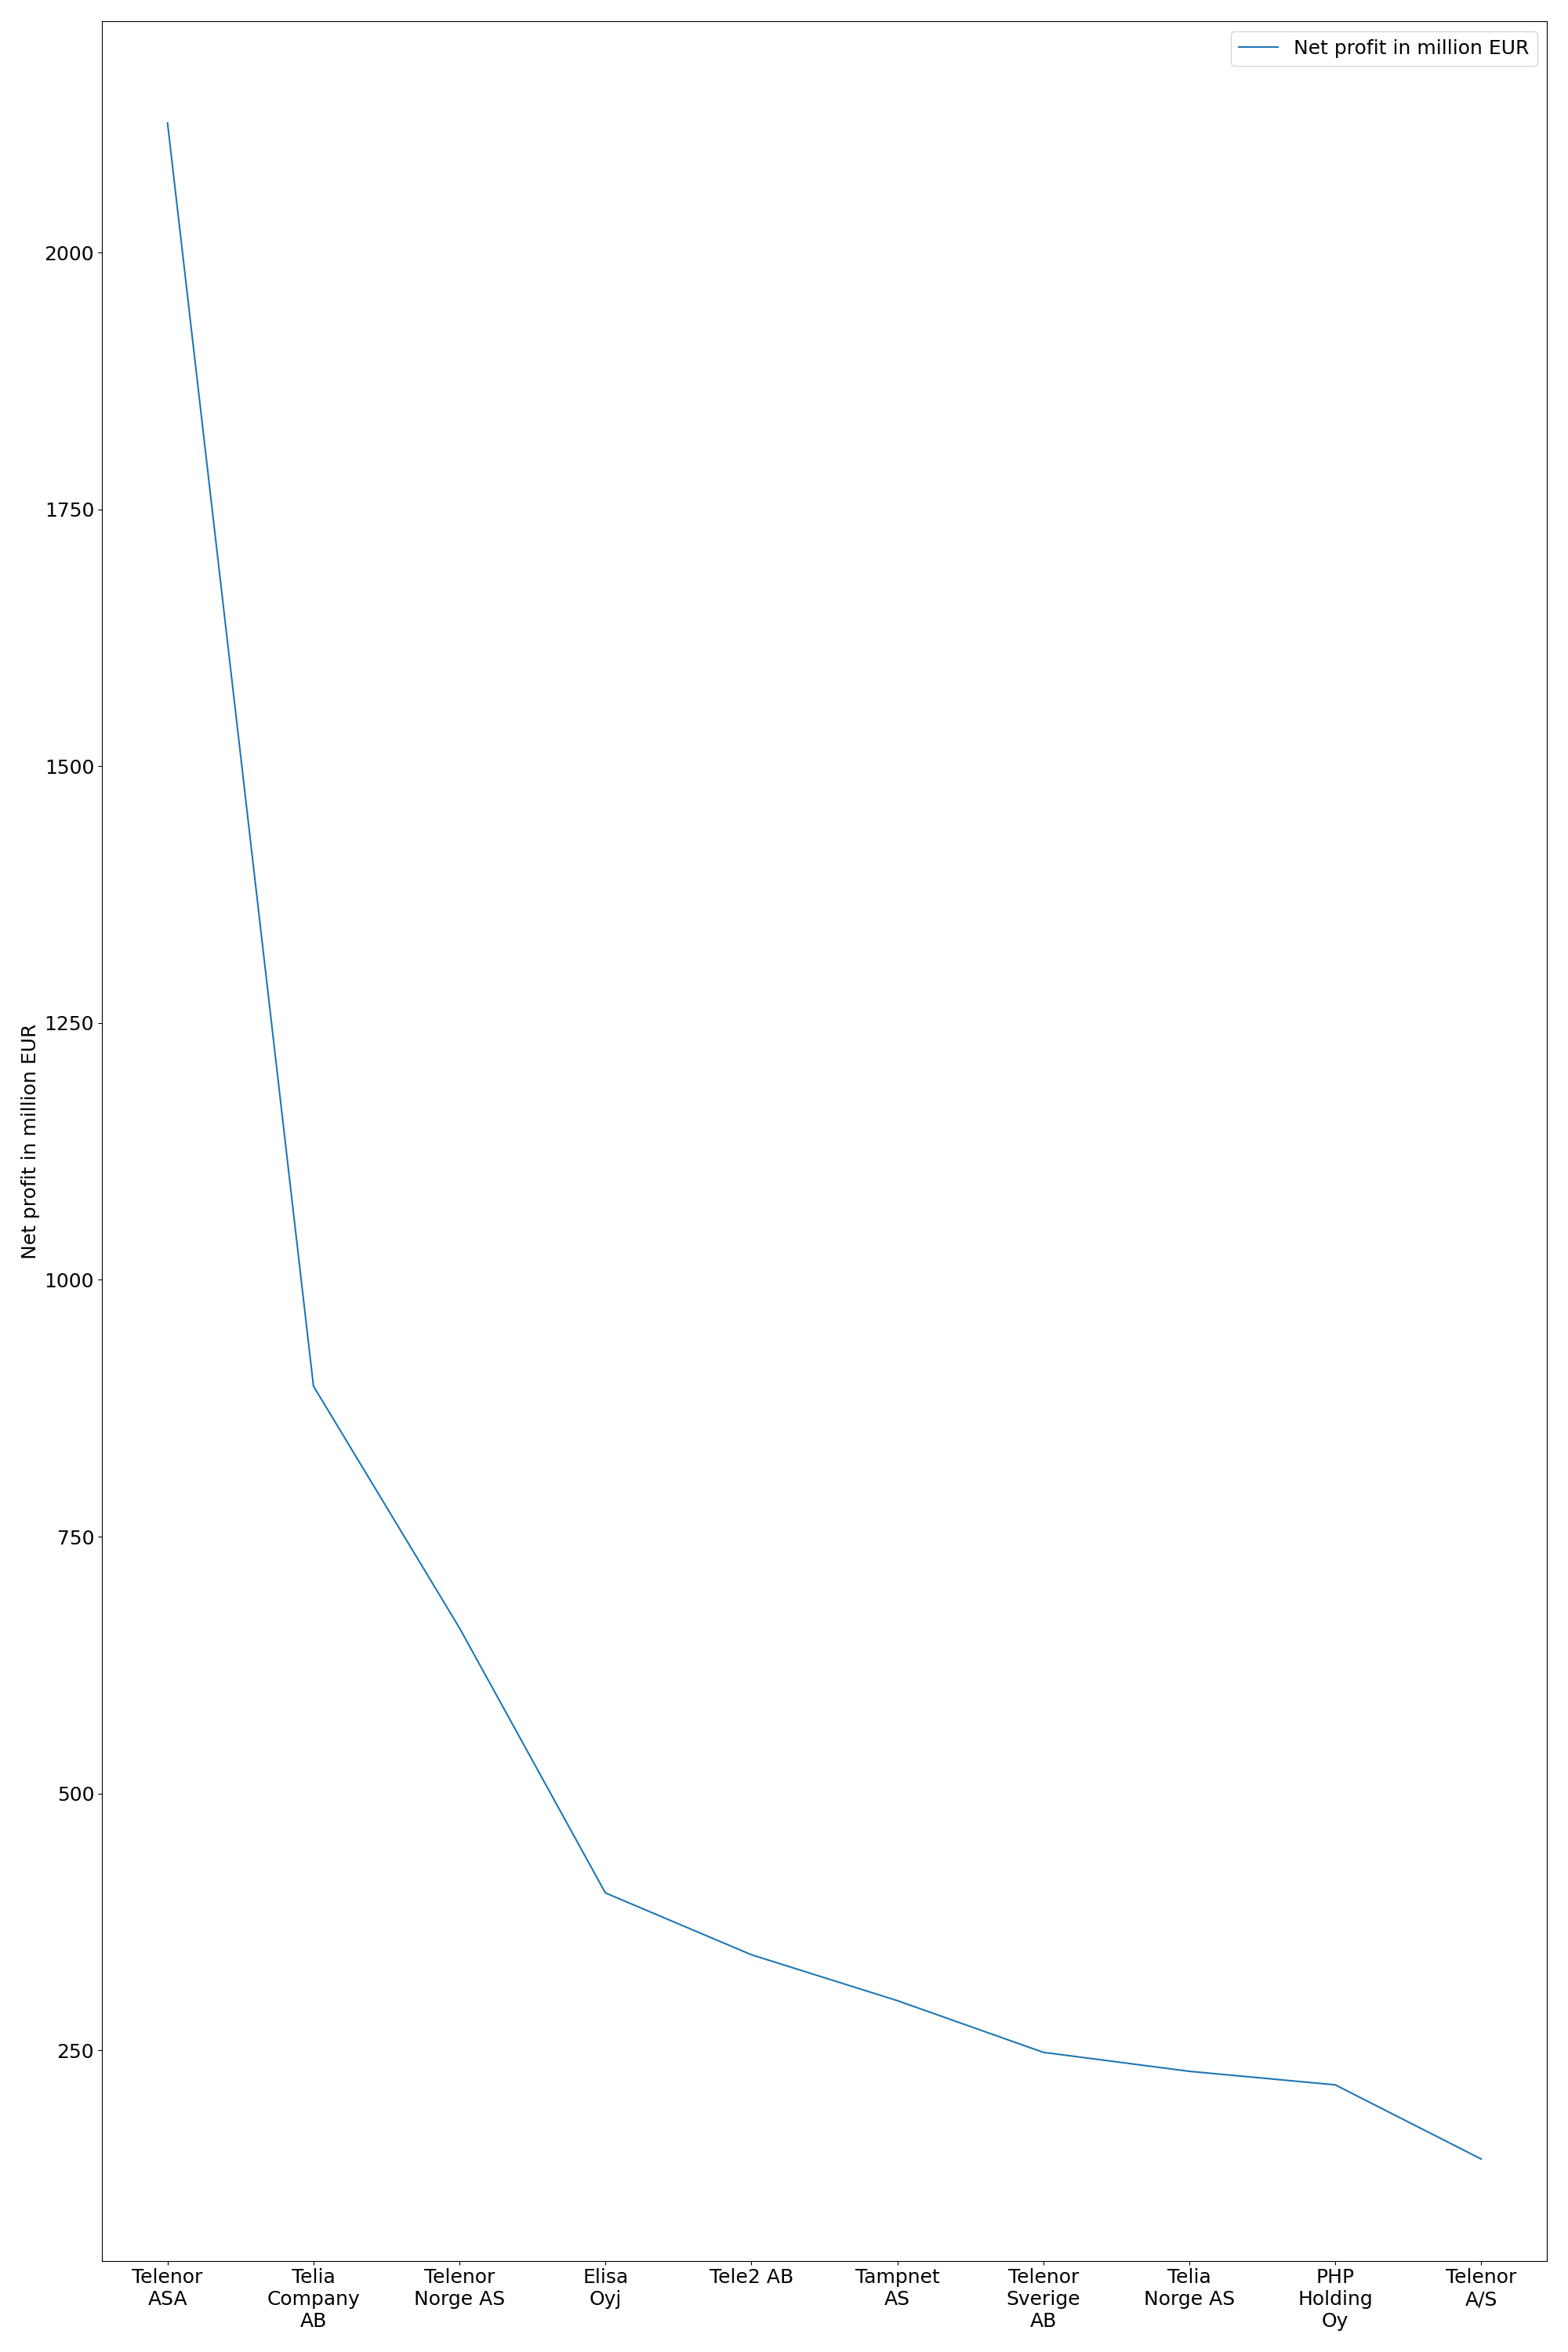 Net profit in million EUR
Net profit in million EUR
2000
1750
1500
1250
1000
750
500
250
Telenor
ASA
Telia
Company
AB
Telenor
Norge AS
Elisa
Oyj
Tele2 AB
Tampnet
AS
Telenor
Sverige
AB
Telia
Norge AS
PHP
Holding
Oy
Telenor
A/S